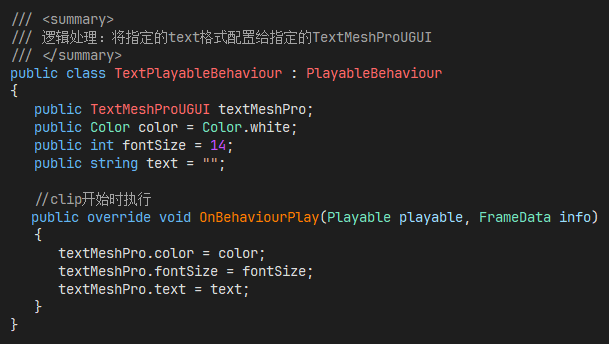 /// <summary>
/// 逻辑处理：将指定的text格式配置给指定的TextMeshProUGUI
/// </summary>
public class TextPlayableBehaviour : PlayableBehaviour
{
    public TextMeshProUGUI textMeshPro;
    public Color color = Color.white;
    public int fontSize = 14;
    public string text = "";

    //clip开始时执行
    public override void OnBehaviourPlay(Playable playable, FrameData info)
    {
        textMeshPro.color = color;
        textMeshPro.fontSize = fontSize;
        textMeshPro.text = text;
    }
}